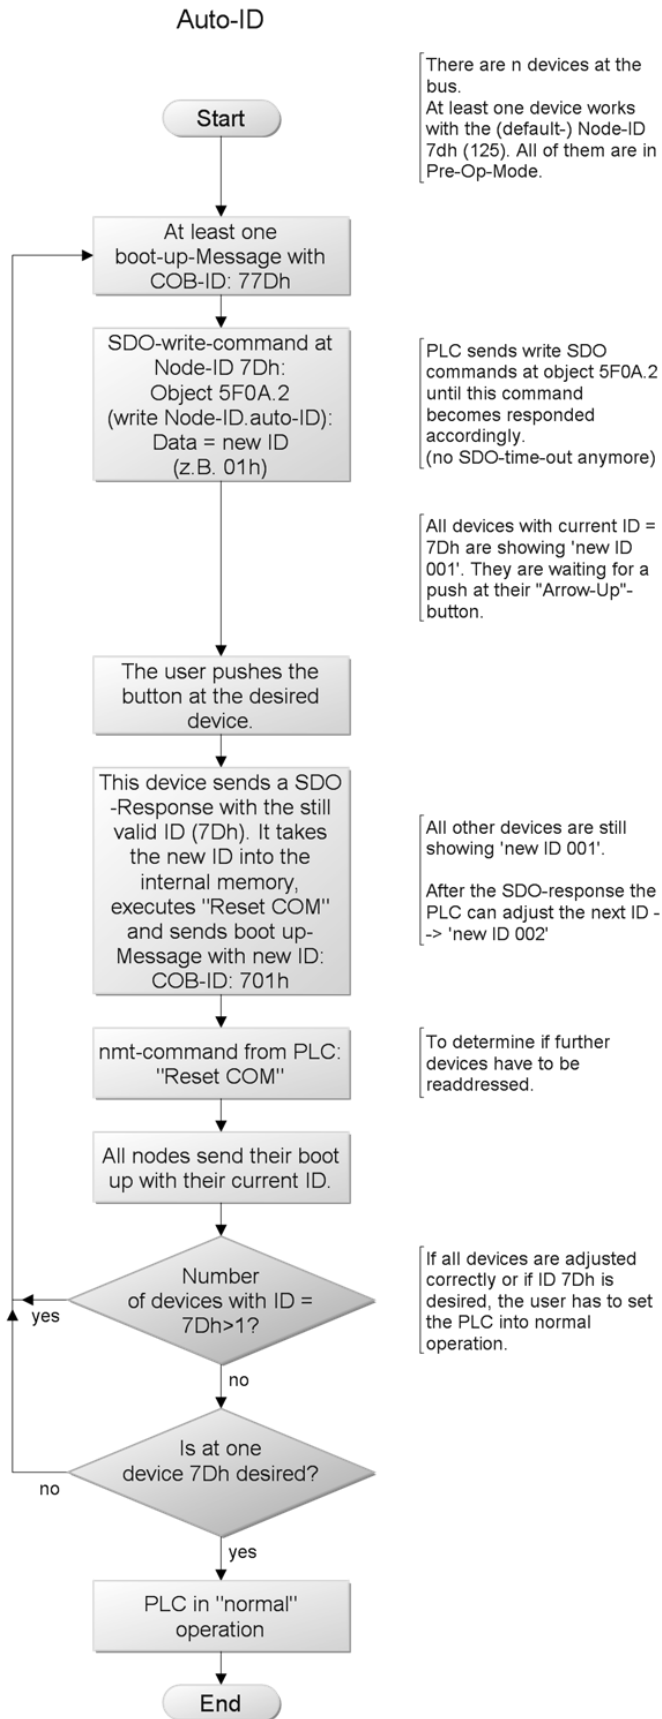 Auto-ID
There are n devices at the
bus.
At least one device works
with the (default-) Node-ID
7dh (125). All of them are in
Pre-Op-Mode.
Start
At least one
boot-up-Message with
COB-ID: 77Dh
SDO-write-command at
Node-ID 7Dh:
Object 5F0A.2
(write Node-ID.auto-ID):
Data = new ID
(z.B. 01h)
PLC sends write SDO
commands at object 5F0A.2
until this command
becomes responded
accordingly.
(no SDO-time-out anymore)
All devices with current ID =
7Dh are showing 'new ID
001'. They are waiting for a
push at their "Arrow-Up"-
button.
The user pushes the
button at the desired
device.
This device sends a SDO
-Response with the still
valid ID (7Dh). It takes
the new ID into the
internal memory,
executes "Reset COM"
and sends boot up-
Message with new ID:
COB-ID: 701h
All other devices are still
showing 'new ID 001'.
After the SDO-response the
PLC can adjust the next ID -
-> 'new ID 002'
nmt-command from PLC:
"Reset COM"
To determine if further
devices have to be
readdressed.
All nodes send their boot
up with their current ID.
Number
of devices with ID =
7Dh>1?
yes
no
If all devices are adjusted
correctly or if ID 7Dh is
desired, the user has to set
the PLC into normal
operation.
Is at one
device 7Dh desired?
no
yes
PLC in "normal"
operation
End